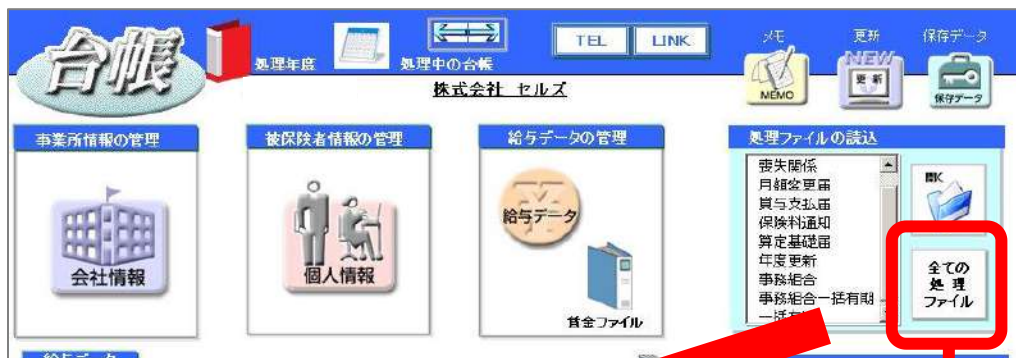 台帳
処理年度
処理中の台帳
TEL
LINK
メモ
MEMO
更新
NEW
更新
保存データ
保存データ
株式会社 セルズ
事業所情報の管理
会社情報
被保険者情報の管理
個人情報
給与データの管理
給与データ
賃金ファイル
処理ファイルの読込
喪失関係
月額変更届
賞与支払届
保険料通知
算定基礎届
年度更新
事務組合
事務組合一括有期
開く
全ての
処 理
ファイル
給与データ